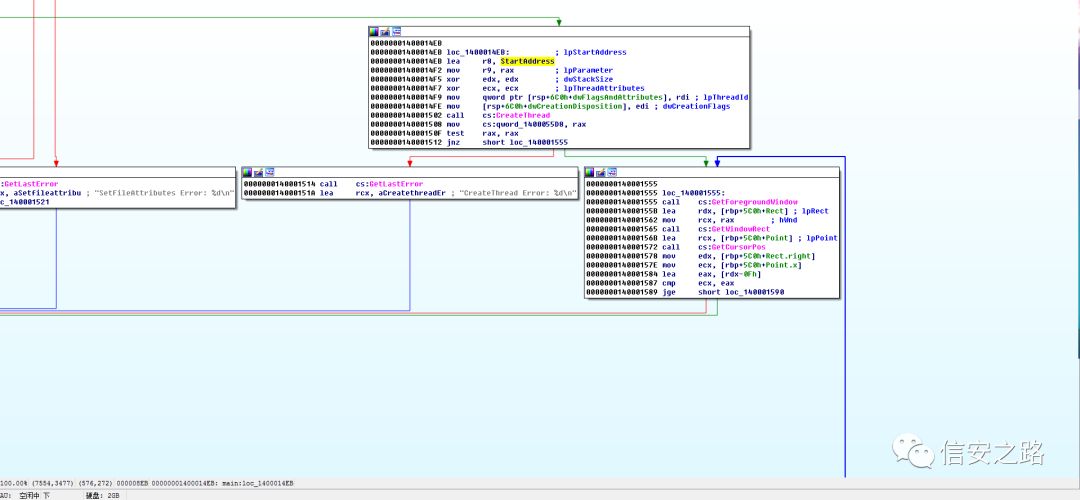 00000001400014EB
00000001400014EB loc_1400014EB: ; lpStartAddress
00000001400014EB lea r8, StartAddress
00000001400014F2 mov r9, rax ; lpParameter
00000001400014F5 xor edx, edx ; dwStackSize
00000001400014F7 xor ecx, ecx ; lpThreadAttributes
00000001400014F9 mov qword ptr [rsp+6C0h+dwFlagsAndAttributes], rdi ; lpThreadId
00000001400014FE mov [rsp+6C0h+dwCreationDisposition], edi ; dwCreationFlags
0000000140001502 call cs:CreateThread
0000000140001508 mov cs:qword_1400055D8, rax
000000014000150F test rax, rax
0000000140001512 jnz short loc_140001555
:GetLastError
x, aSetfileattribu ; "SetFileAttributes Error: %d\n"
c_140001521
0000000140001514 call cs:GetLastError
000000014000151A lea rcx, aCreatethreadEr ; "CreateThread Error: %d\n"
0000000140001555
0000000140001555 loc_140001555:
0000000140001555 call cs:GetForegroundWindow
000000014000155B lea rdx, [rbp+5C0h+Rect] ; lpRect
0000000140001562 mov rcx, rax ; hWnd
0000000140001565 call cs:GetWindowRect
000000014000156B lea rcx, [rbp+5C0h+Point] ; lpPoint
0000000140001572 call cs:GetCursorPos
0000000140001578 mov edx, [rbp+5C0h+Rect.right]
000000014000157E mov ecx, [rbp+5C0h+Point.x]
0000000140001584 lea eax, [rdx-0Fh]
0000000140001587 cmp ecx, eax
0000000140001589 jge short loc_140001590
信安之路
100.00% (7554,3477) (576,272) 000008EB 00000001400014EB: main:loc_1400014EB
AU: 空闲中 下 硬盘: 2GB